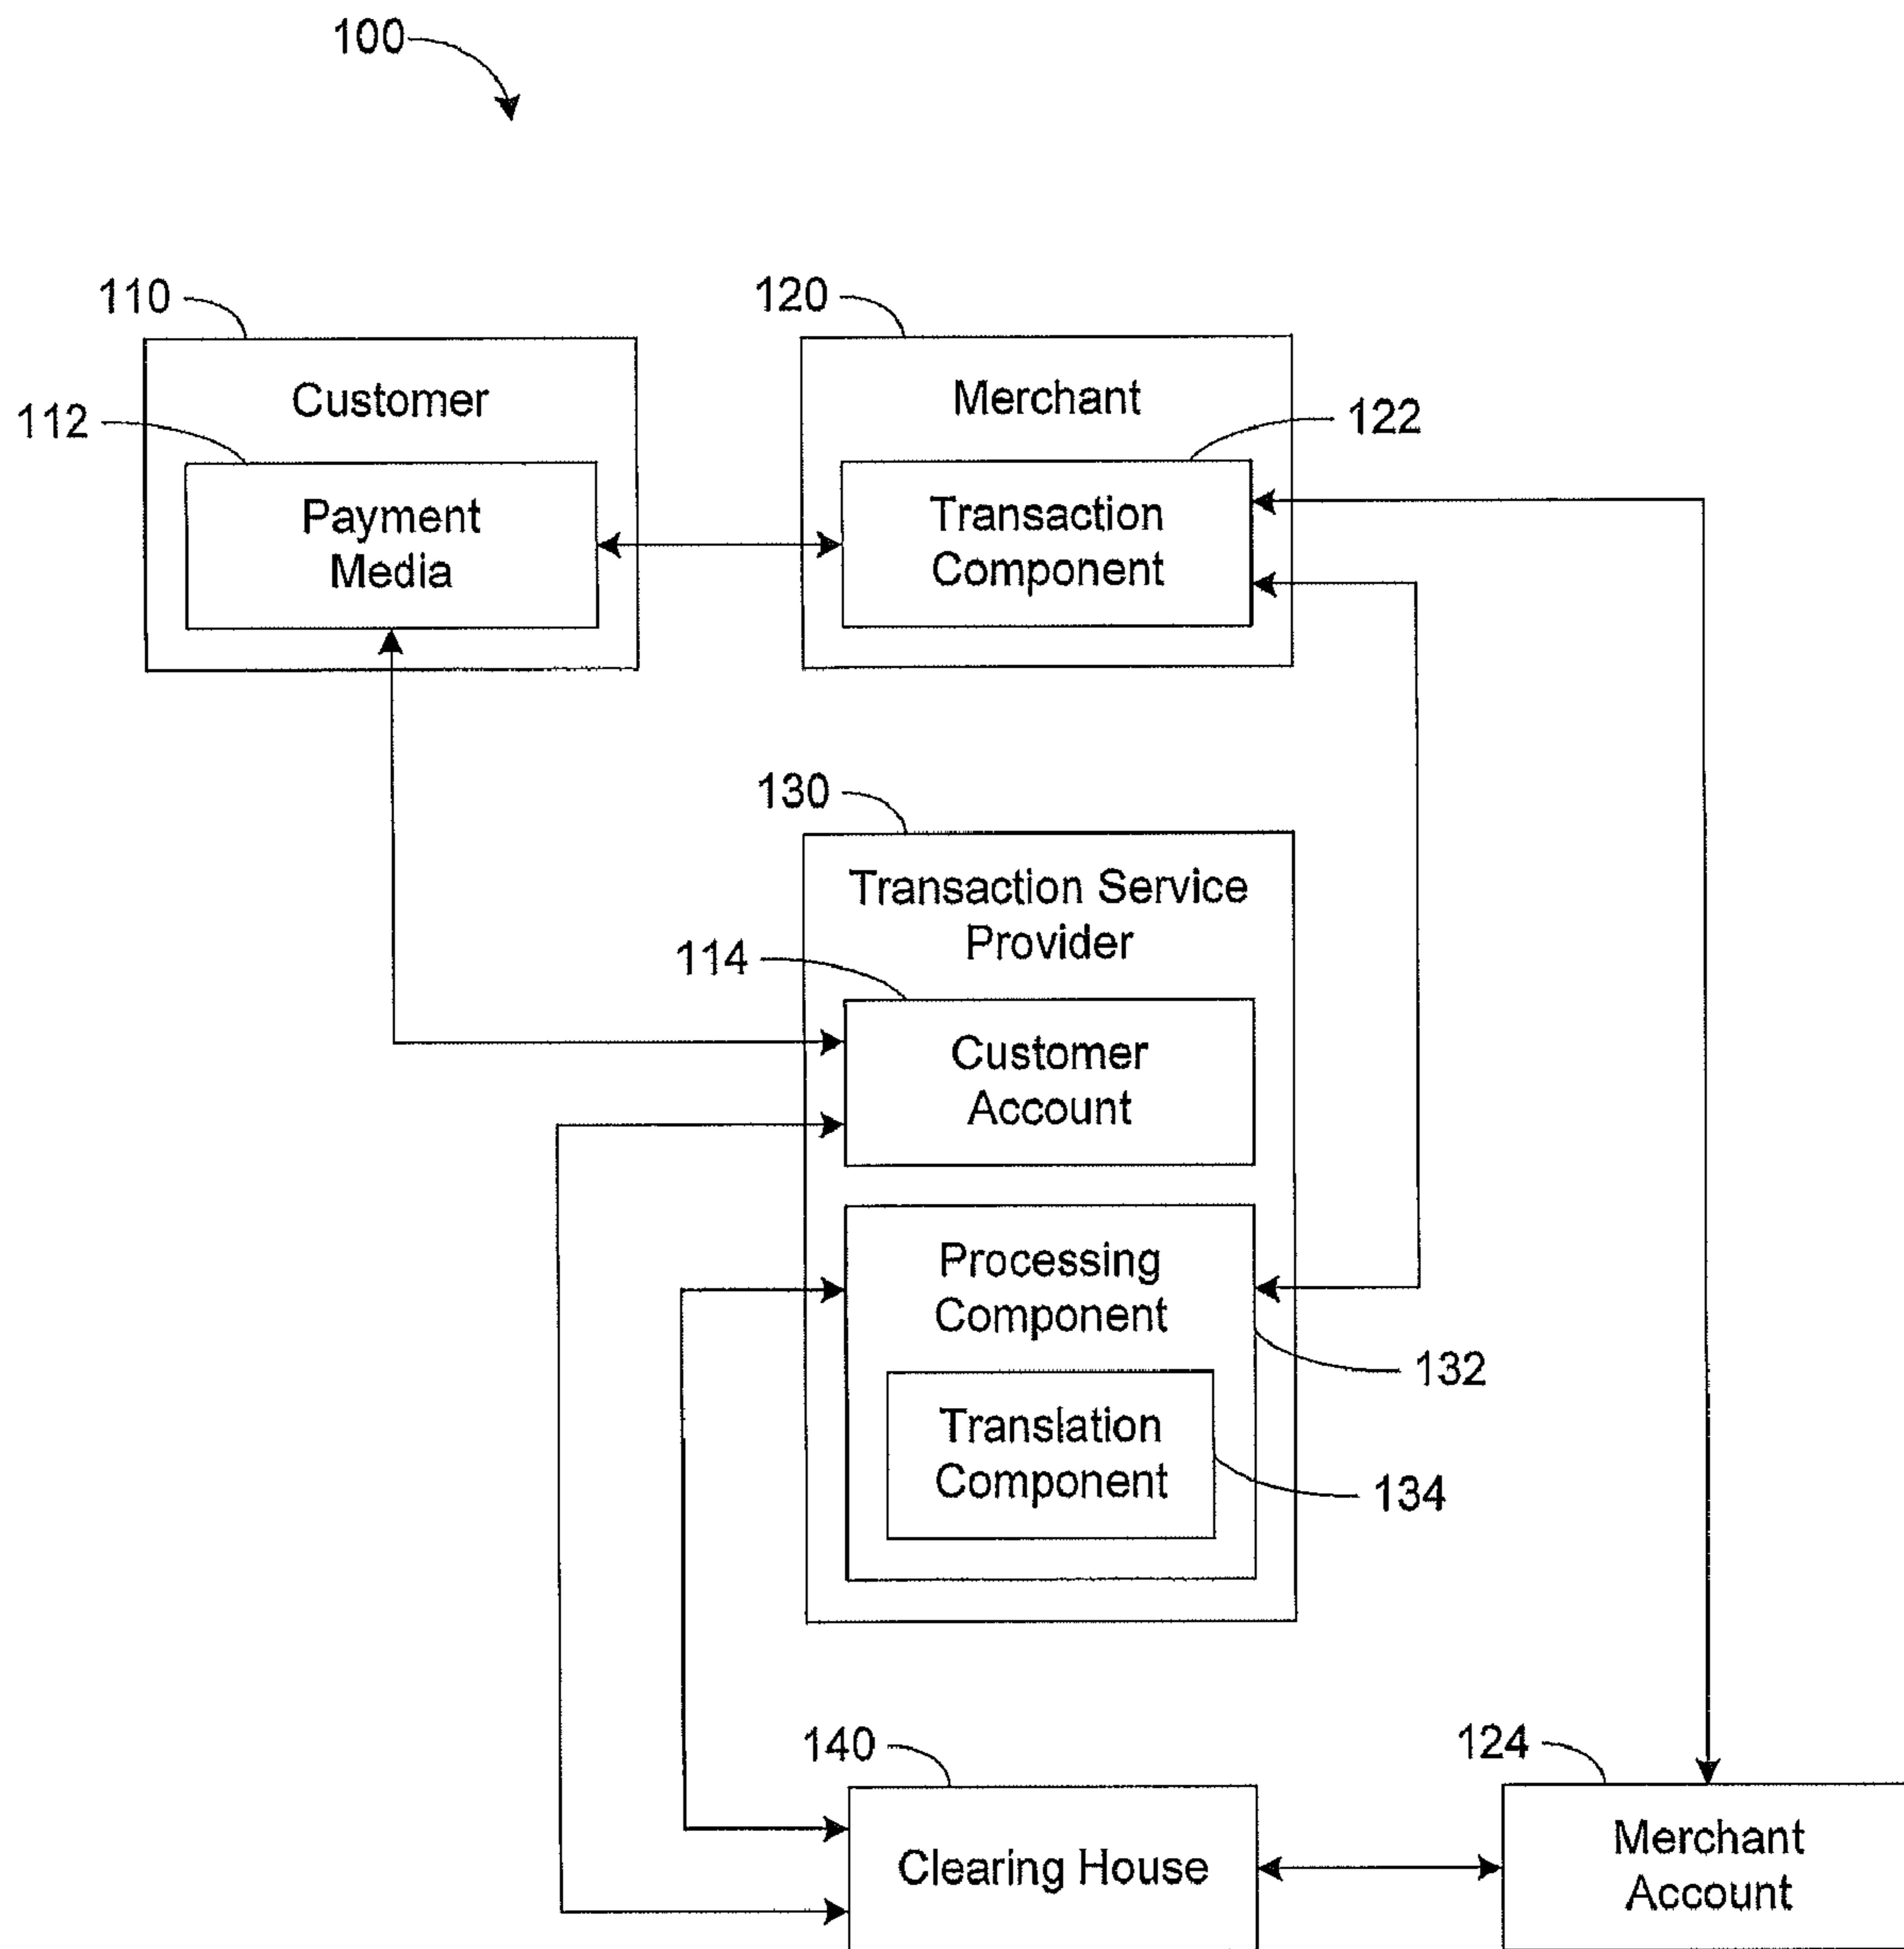 100
110
120
Customer
Merchant
112
122
Payment
Media
Transaction
Component
130
Transaction Service
Provider
114
Customer
Account
Processing
Component
132
Translation
Component
134
140
124
Clearing House
Merchant
Account